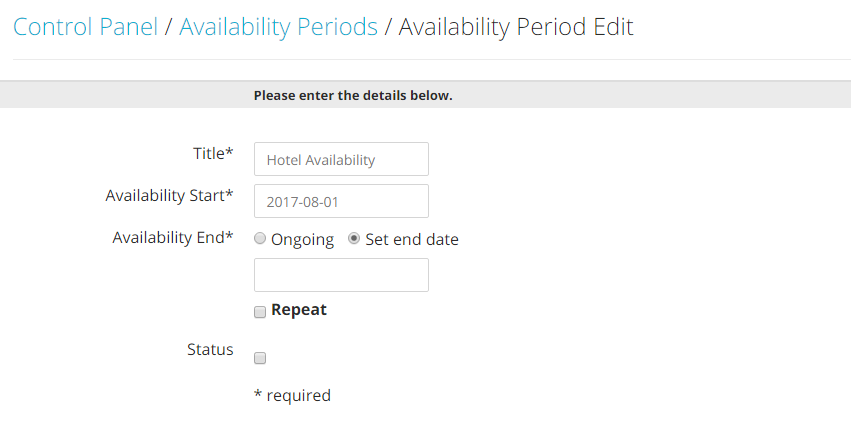 Control Panel / Availability Periods / Availability Period Edit
Please enter the details below.
Title* Hotel Availability
Availability Start* 2017-08-01
Availability End* Ongoing Set end date
Repeat
Status
* required